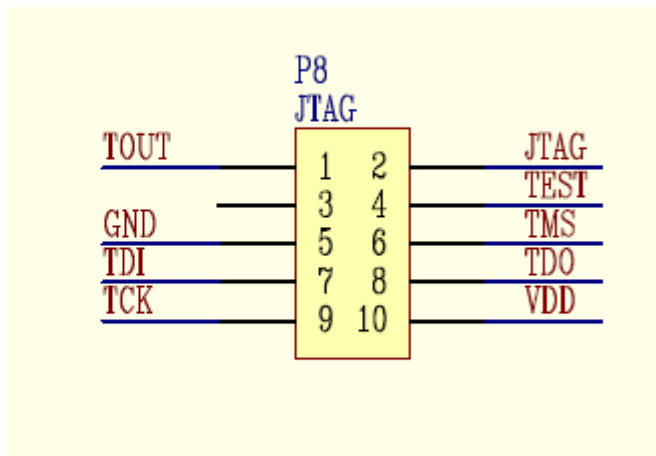 P8
JTAG
TOUT 1 2 JTAG
3 4 TEST
GND 5 6 TMS
TDI 7 8 TDO
TCK 9 10 VDD